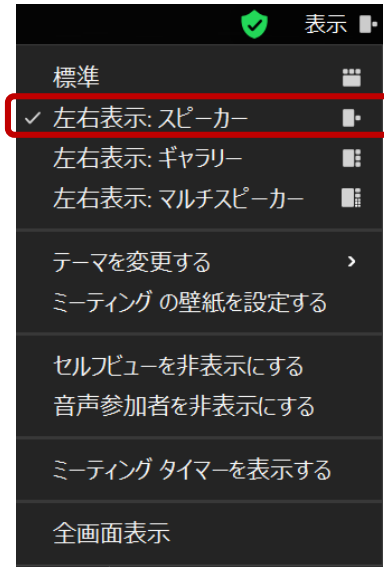 表示
標準
左右表示: スピーカー
左右表示: ギャラリー
左右表示: マルチスピーカー
テーマを変更する
ミーティング の壁紙を設定する
セルフビューを非表示にする
音声参加者を非表示にする
ミーティング タイマーを表示する
全画面表示